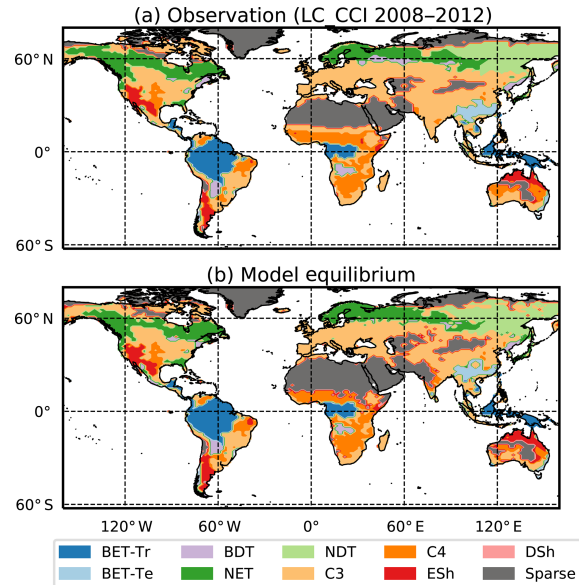 (a) Observation (LC_CCI 2008–2012)
60°N
0°
60°S
(b) Model equilibrium
60°N
0°
60°S
120°W 60°W 0° 60°E 120°E
BET-Tr BDT NDT C4 DSh
BET-Te NET C3 ESh Sparse